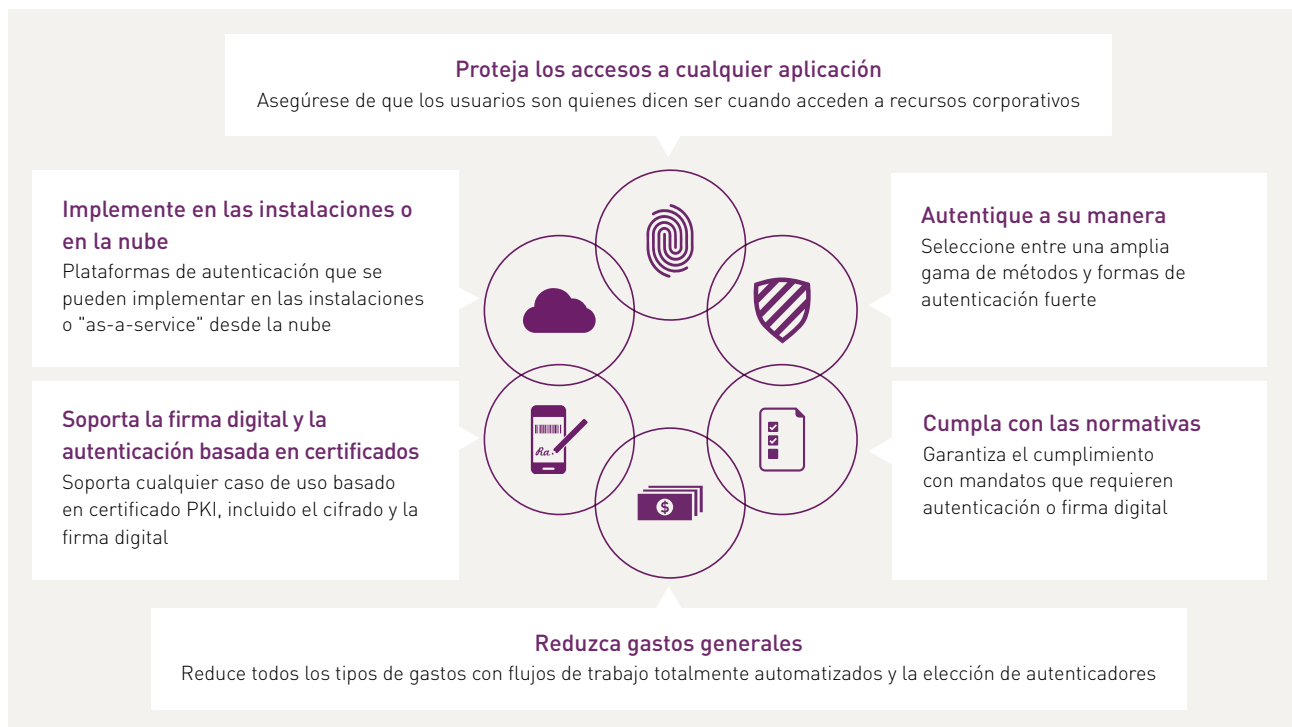 Proteja los accesos a cualquier aplicación
Asegúrese de que los usuarios son quienes dicen ser cuando acceden a recursos corporativos
Implemente en las instalaciones o
en la nube
Plataformas de autenticación que se
pueden implementar en las instalaciones
o "as-a-service" desde la nube
Autentique a su manera
Seleccione entre una amplia
gama de métodos y formas de
autenticación fuerte
Soporta la firma digital y la
autenticación basada en certificados
Soporta cualquier caso de uso basado
en certificado PKI, incluido el cifrado y la
firma digital
Ra.
$
Cumpla con las normativas
Garantiza el cumplimiento
con mandatos que requieren
autenticación o firma digital
Reduzca gastos generales
Reduce todos los tipos de gastos con flujos de trabajo totalmente automatizados y la elección de autenticadores